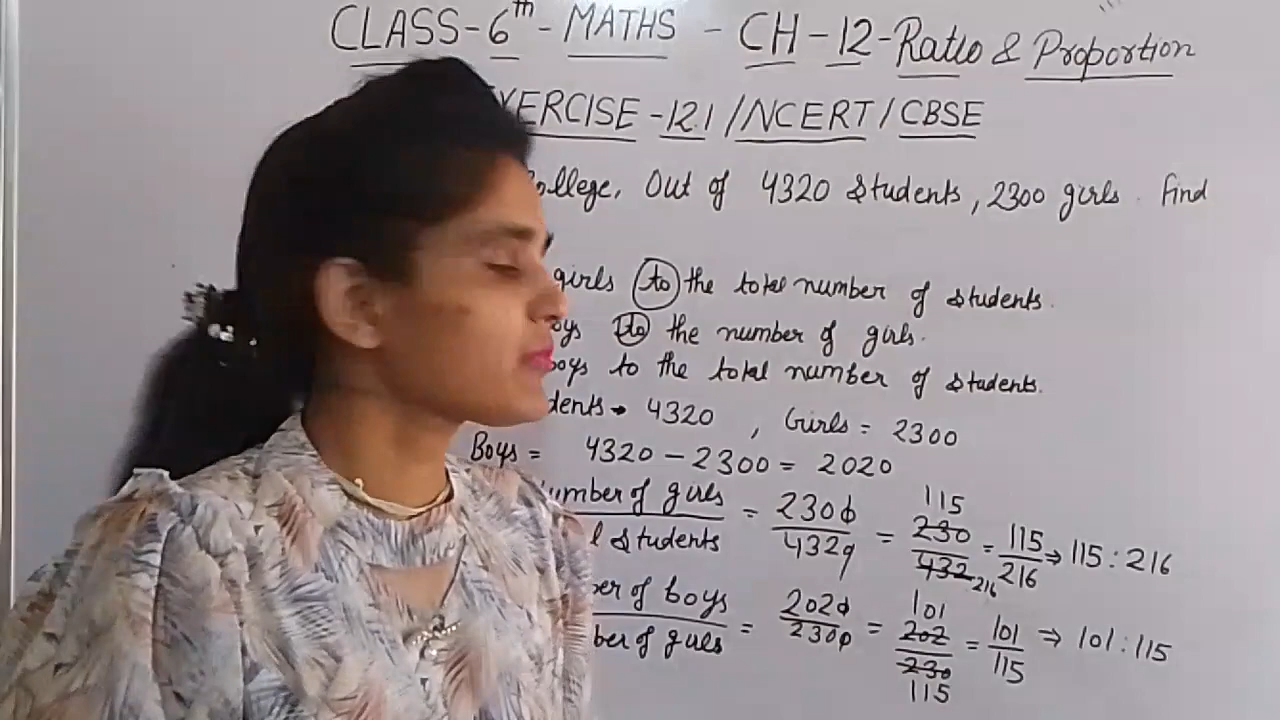 CLASS-6th-MATHS - CH-12-Ratio & Proportion
EXERCISE-12.1/NCERT/CBSE
College, Out of 4320 students, 2300 girls. Find
girls to the total number of students.
boys to the number of girls.
boys to the total number of students.
4320, Girls = 2300
Boys = 4320 - 2300 = 2020
number of girls / students = 2300/4320 = 115 230/432 216 = 115/216 ⇒ 115:216
of boys / of girls = 2020/2300 = 101 202/230 115 = 101/115 ⇒ 101:115